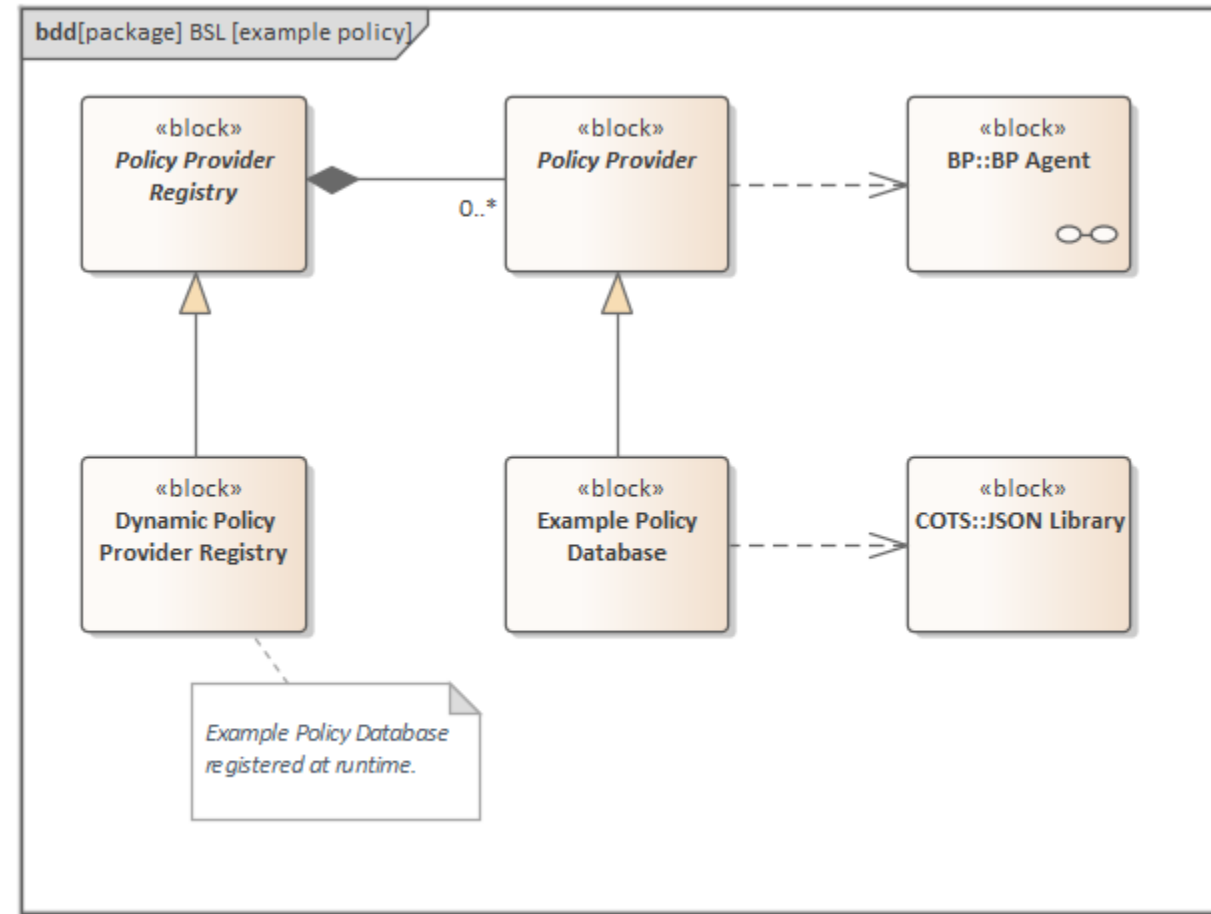 bdd[package] BSL [example policy]
«block»
Policy Provider
Registry
0..*
«block»
Policy Provider
«block»
BP::BP Agent
«block»
Dynamic Policy
Provider Registry
«block»
Example Policy
Database
«block»
COTS::JSON Library
Example Policy Database
registered at runtime.